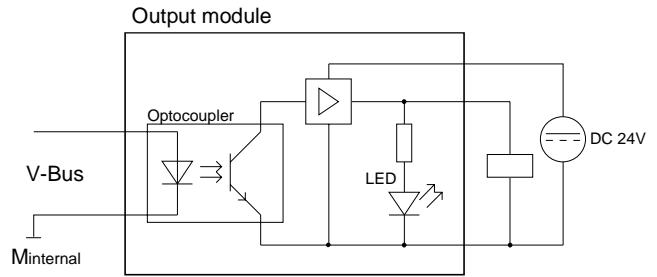 Output module
Optocoupler
V-Bus
LED
DC 24V
Minternal